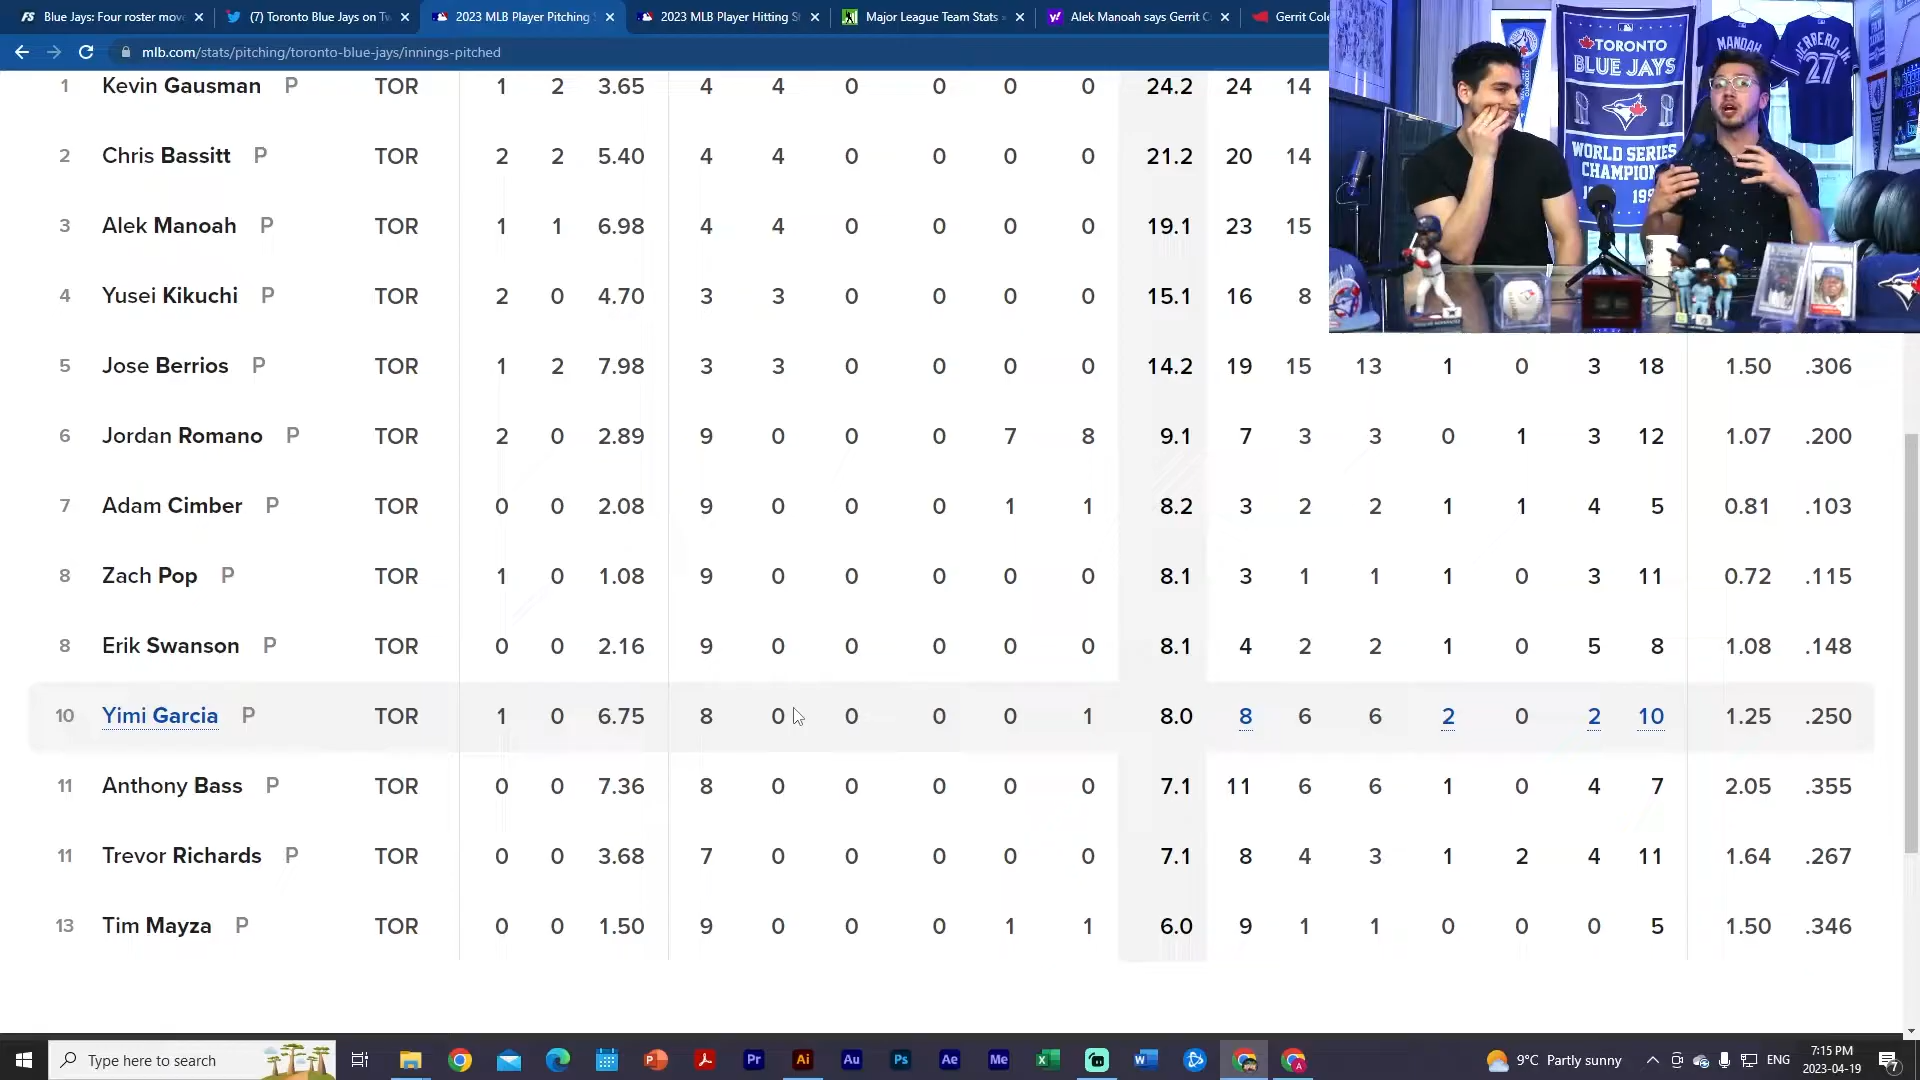 Blue Jays: Four roster mov
(7) Toronto Blue Jays on Tw
2023 MLB Player Pitching S
2023 MLB Player Hitting St
Major League Team Stats
Alek Manoah says Gerrit C
Gerrit Cole
mlb.com/stats/pitching/toronto-blue-jays/innings-pitched
TORONTO
BLUE JAYS
WORLD SERIES
CHAMPION
MANOAH
27
1 Kevin Gausman P TOR 1 2 3.65 4 4 0 0 0 0 24.2 24 14
2 Chris Bassitt P TOR 2 2 5.40 4 4 0 0 0 0 21.2 20 14
3 Alek Manoah P TOR 1 1 6.98 4 4 0 0 0 0 19.1 23 15
4 Yusei Kikuchi P TOR 2 0 4.70 3 3 0 0 0 0 15.1 16 8
5 Jose Berrios P TOR 1 2 7.98 3 3 0 0 0 0 14.2 19 15 13 1 0 3 18 1.50 .306
6 Jordan Romano P TOR 2 0 2.89 9 0 0 0 7 8 9.1 7 3 3 0 1 3 12 1.07 .200
7 Adam Cimber P TOR 0 0 2.08 9 0 0 0 1 1 8.2 3 2 2 1 1 4 5 0.81 .103
8 Zach Pop P TOR 1 0 1.08 9 0 0 0 0 0 8.1 3 1 1 1 0 3 11 0.72 .115
8 Erik Swanson P TOR 0 0 2.16 9 0 0 0 0 0 8.1 4 2 2 1 0 5 8 1.08 .148
10 Yimi Garcia P TOR 1 0 6.75 8 0 0 0 0 1 8.0 8 6 6 2 0 2 10 1.25 .250
11 Anthony Bass P TOR 0 0 7.36 8 0 0 0 0 0 7.1 11 6 6 1 0 4 7 2.05 .355
11 Trevor Richards P TOR 0 0 3.68 7 0 0 0 0 0 7.1 8 4 3 1 2 4 11 1.64 .267
13 Tim Mayza P TOR 0 0 1.50 9 0 0 0 1 1 6.0 9 1 1 0 0 0 5 1.50 .346
Type here to search
9°C Partly sunny
ENG
7:15 PM
2023-04-19